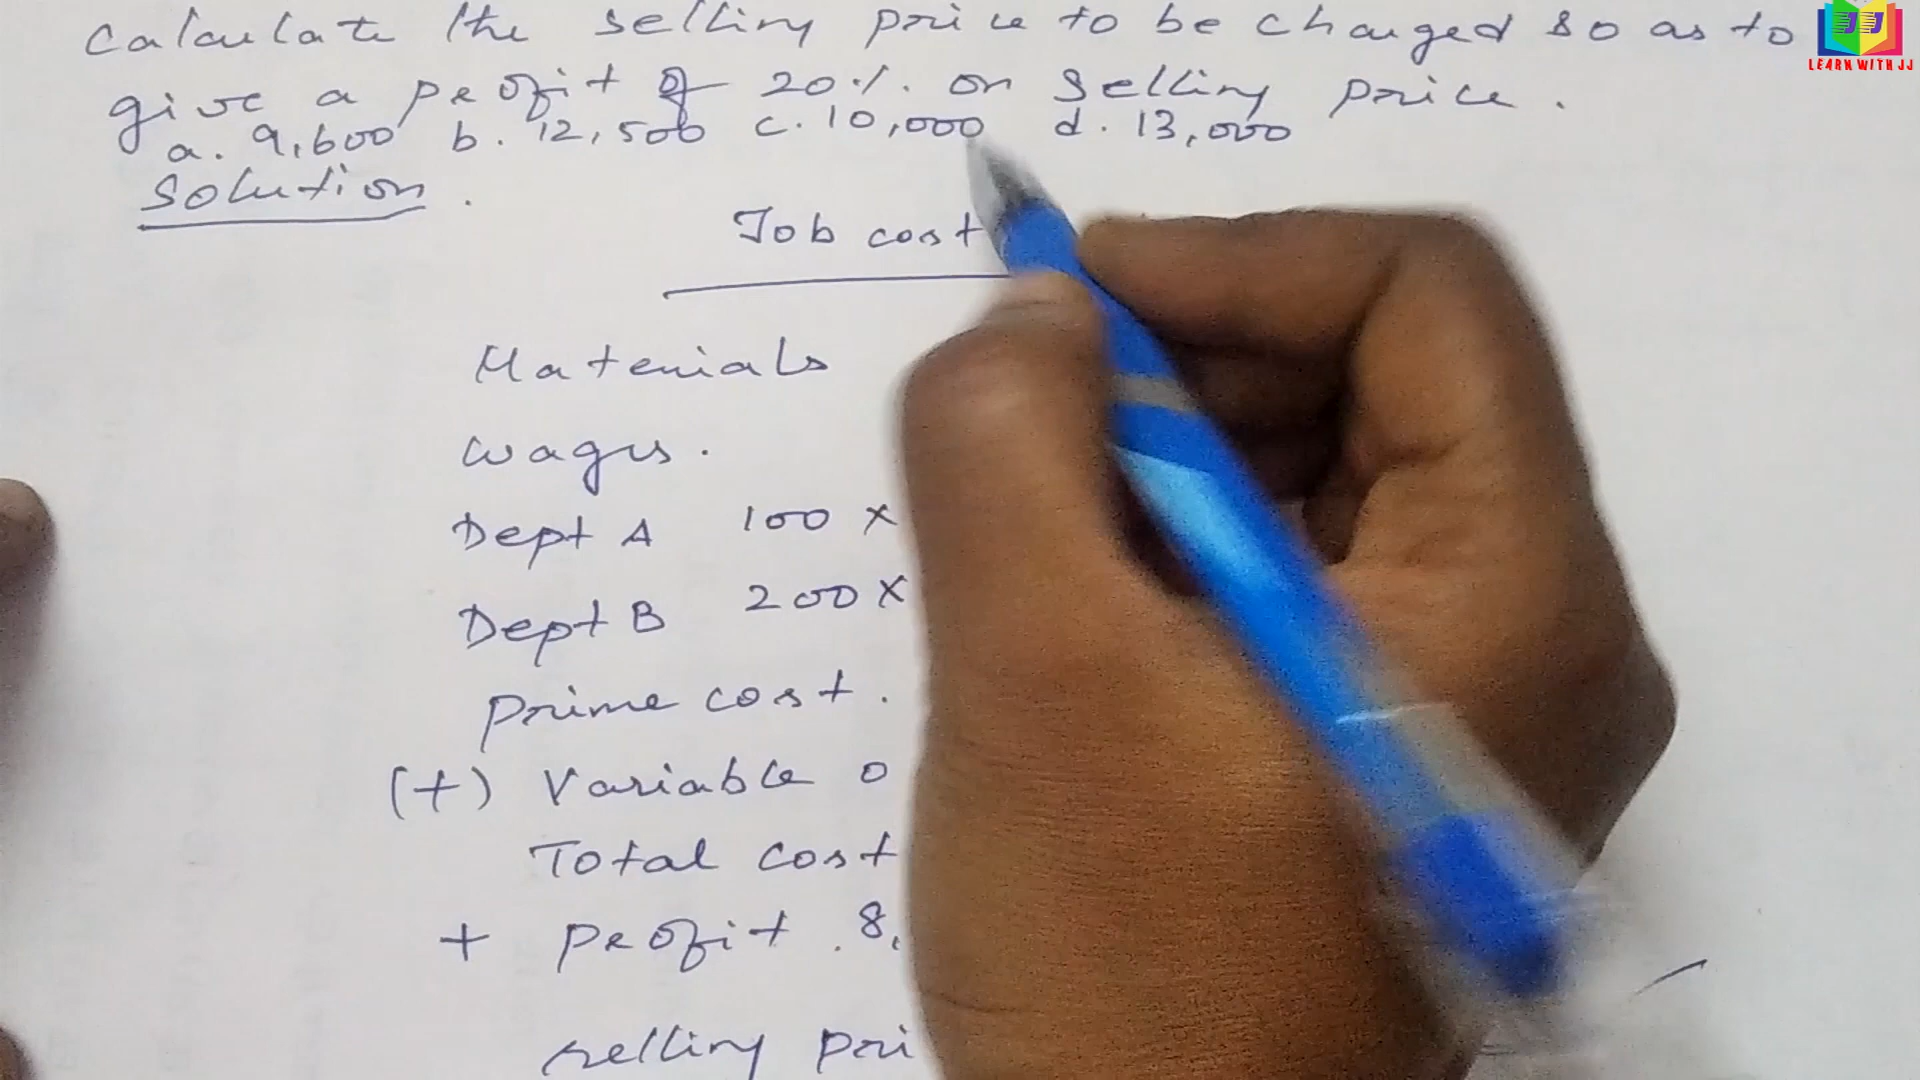 Calculate the selling price to be charged so as to
give a profit of 20%. on selling price.
a. 9,600 b. 12,500 c. 10,000 d. 13,000
Solution.
Job cost
Materials
wages.
Dept A 100 x
Dept B 200 x
Prime cost.
(+) Variable o
Total cost
+ profit. 8,
selling pri
JJ
LEARN WITH JJ